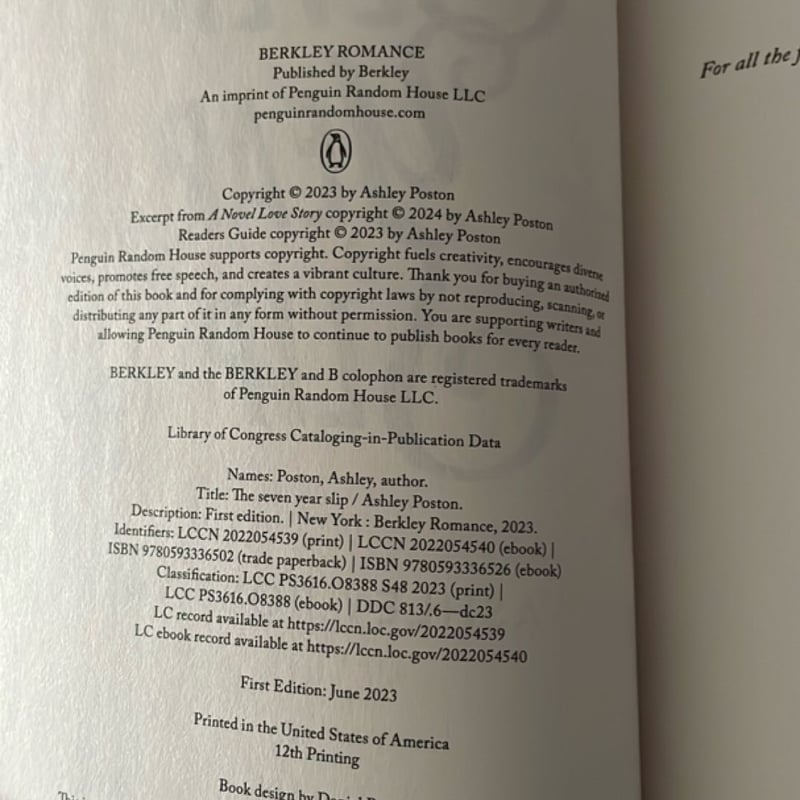 BERKLEY ROMANCE
Published by Berkley
An imprint of Penguin Random House LLC
penguinrandomhouse.com
Copyright © 2023 by Ashley Poston
Excerpt from A Novel Love Story copyright © 2024 by Ashley Poston
Readers Guide copyright © 2023 by Ashley Poston
Penguin Random House supports copyright. Copyright fuels creativity, encourages diverse
voices, promotes free speech, and creates a vibrant culture. Thank you for buying an authorized
edition of this book and for complying with copyright laws by not reproducing, scanning, or
distributing any part of it in any form without permission. You are supporting writers and
allowing Penguin Random House to continue to publish books for every reader.
BERKLEY and the BERKLEY and B colophon are registered trademarks
of Penguin Random House LLC.
Library of Congress Cataloging-in-Publication Data
Names: Poston, Ashley, author.
Title: The seven year slip / Ashley Poston.
Description: First edition. | New York : Berkley Romance, 2023.
Identifiers: LCCN 2022054539 (print) | LCCN 2022054540 (ebook) |
ISBN 9780593336502 (trade paperback) | ISBN 9780593336526 (ebook)
Classification: LCC PS3616.O8388 S48 2023 (print) |
LCC PS3616.O8388 (ebook) | DDC 813/.6—dc23
LC record available at https://lccn.loc.gov/2022054539
LC ebook record available at https://lccn.loc.gov/2022054540
First Edition: June 2023
Printed in the United States of America
12th Printing
Book design by
For all the